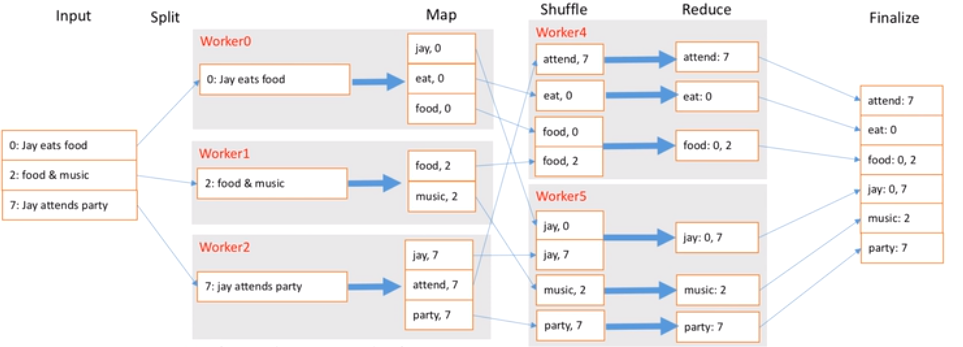 Input
Split
Map
Shuffle
Reduce
Finalize
0: Jay eats food
2: food & music
7: Jay attends party
Worker0
0: Jay eats food
jay, 0
eat, 0
food, 0
Worker1
2: food & music
food, 2
music, 2
Worker2
7: jay attends party
jay, 7
attend, 7
party, 7
Worker4
attend, 7
eat, 0
food, 0
food, 2
attend: 7
eat: 0
food: 0, 2
Worker5
jay, 0
jay, 7
music, 2
party, 7
jay: 0, 7
music: 2
party: 7
attend: 7
eat: 0
food: 0, 2
jay: 0, 7
music: 2
party: 7